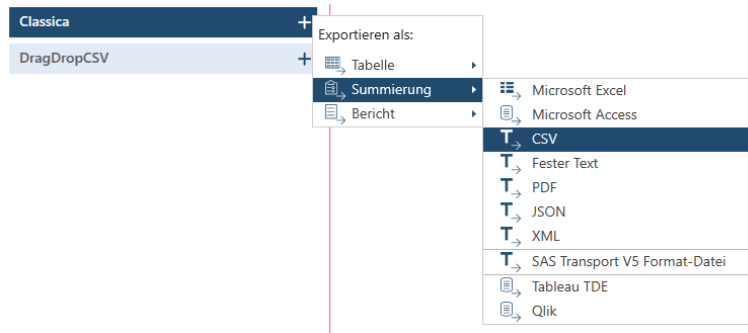 Classica
DragDropCSV
Exportieren als:
Tabelle
Summierung
Bericht
Microsoft Excel
Microsoft Access
CSV
Fester Text
PDF
JSON
XML
SAS Transport V5 Format-Datei
Tableau TDE
Qlik